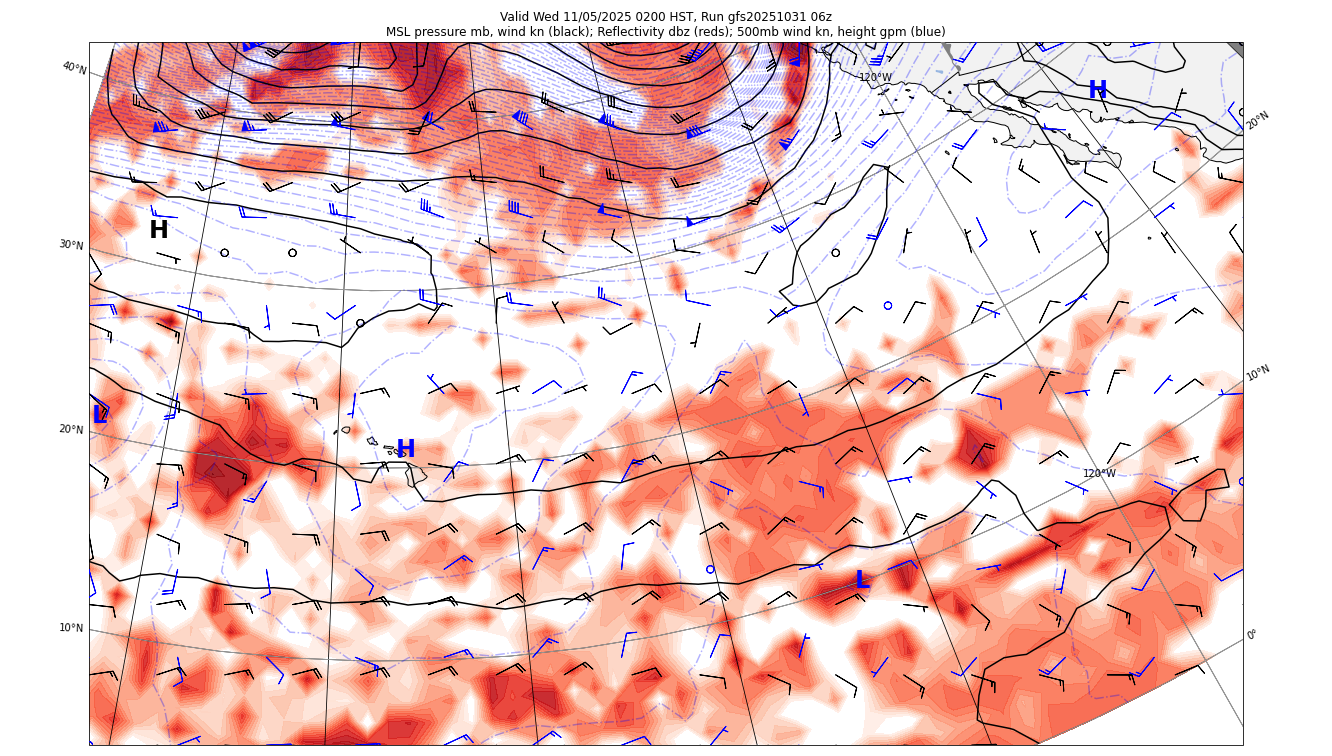 Valid Wed 11/05/2025 0200 HST, Run gfs20251031 06z
MSL pressure mb, wind kn (black); Reflectivity dbz (reds); 500mb wind kn, height gpm (blue)
40°N
120°W
H
20°N
H
30°N
10°N
L
20°N
H
120°W
L
10°N
0°